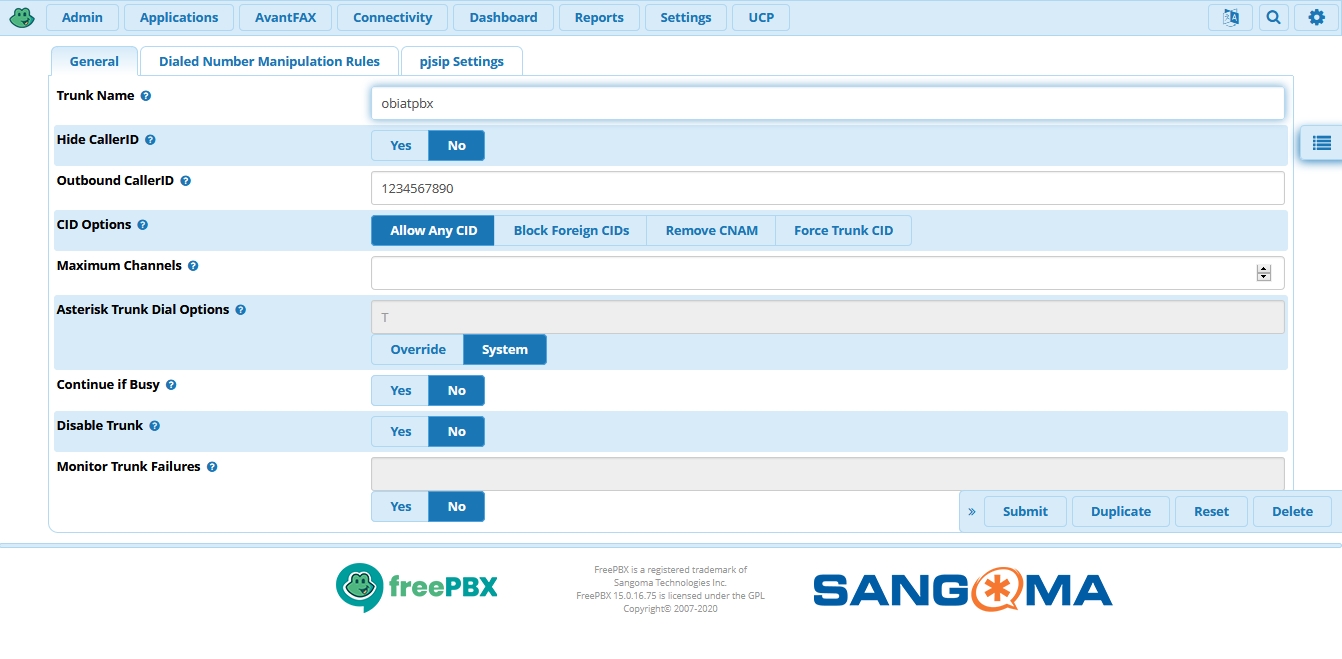 Admin Applications AvantFAX Connectivity Dashboard Reports Settings UCP
General Dialed Number Manipulation Rules pjsip Settings
Trunk Name
obiatpbx
Hide CallerID
Yes No
Outbound CallerID
1234567890
CID Options
Allow Any CID Block Foreign CIDs Remove CNAM Force Trunk CID
Maximum Channels
Asterisk Trunk Dial Options
T
Override System
Continue if Busy
Yes No
Disable Trunk
Yes No
Monitor Trunk Failures
Yes No
» Submit Duplicate Reset Delete
freePBX
FreePBX is a registered trademark of
Sangoma Technologies Inc.
FreePBX 15.0.16.75 is licensed under the GPL
Copyright© 2007-2020
SANGOMA